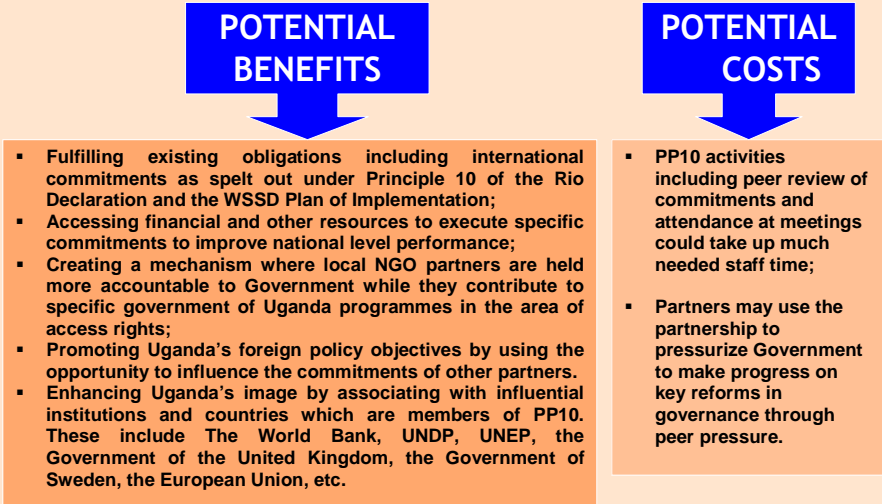 POTENTIAL
BENEFITS
▪ Fulfilling existing obligations including international
commitments as spelt out under Principle 10 of the Rio
Declaration and the WSSD Plan of Implementation;
▪ Accessing financial and other resources to execute specific
commitments to improve national level performance;
▪ Creating a mechanism where local NGO partners are held
more accountable to Government while they contribute to
specific government of Uganda programmes in the area of
access rights;
▪ Promoting Uganda’s foreign policy objectives by using the
opportunity to influence the commitments of other partners.
▪ Enhancing Uganda’s image by associating with influential
institutions and countries which are members of PP10.
These include The World Bank, UNDP, UNEP, the
Government of the United Kingdom, the Government of
Sweden, the European Union, etc.
POTENTIAL
COSTS
▪ PP10 activities
including peer review of
commitments and
attendance at meetings
could take up much
needed staff time;
▪ Partners may use the
partnership to
pressurize Government
to make progress on
key reforms in
governance through
peer pressure.